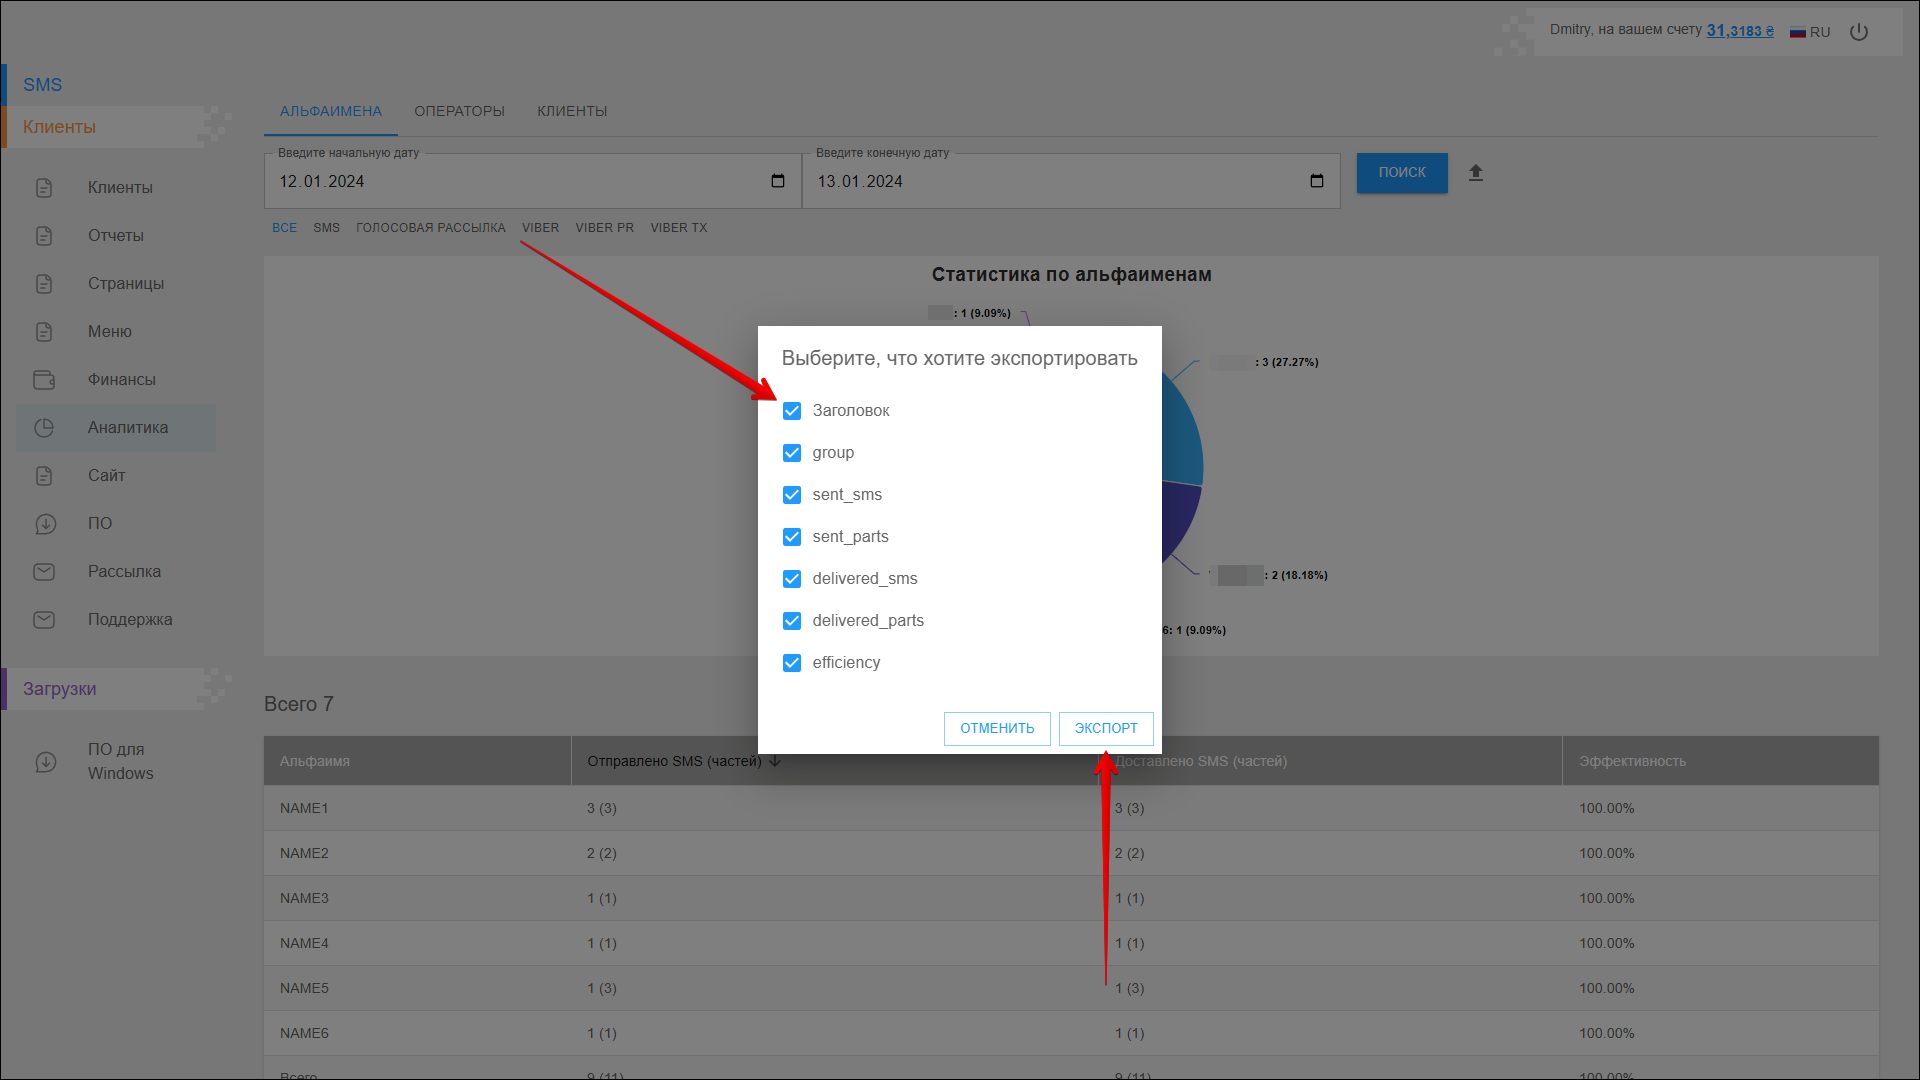 Dmitry, на вашем счету 31,3183 ₴ RU
SMS
Клиенты
Клиенты
Отчеты
Страницы
Меню
Финансы
Аналитика
Сайт
ПО
Рассылка
Поддержка
Загрузки
ПО для
Windows
АЛЬФАИМЕНА ОПЕРАТОРЫ КЛИЕНТЫ
Введите начальную дату Введите конечную дату
12.01.2024 13.01.2024 ПОИСК
ВСЕ SMS ГОЛОСОВАЯ РАССЫЛКА VIBER VIBER PR VIBER TX
Статистика по альфаименам
: 1 (9.09%)
: 3 (27.27%)
: 2 (18.18%)
6: 1 (9.09%)
Выберите, что хотите экспортировать
Заголовок
group
sent_sms
sent_parts
delivered_sms
delivered_parts
efficiency
ОТМЕНИТЬ ЭКСПОРТ
Всего 7
Альфаимя Отправлено SMS (частей) Доставлено SMS (частей) Эффективность
NAME1 3 (3) 3 (3) 100.00%
NAME2 2 (2) 2 (2) 100.00%
NAME3 1 (1) 1 (1) 100.00%
NAME4 1 (1) 1 (1) 100.00%
NAME5 1 (3) 1 (3) 100.00%
NAME6 1 (1) 1 (1) 100.00%
Всего 9 (11) 9 (11) 100.00%